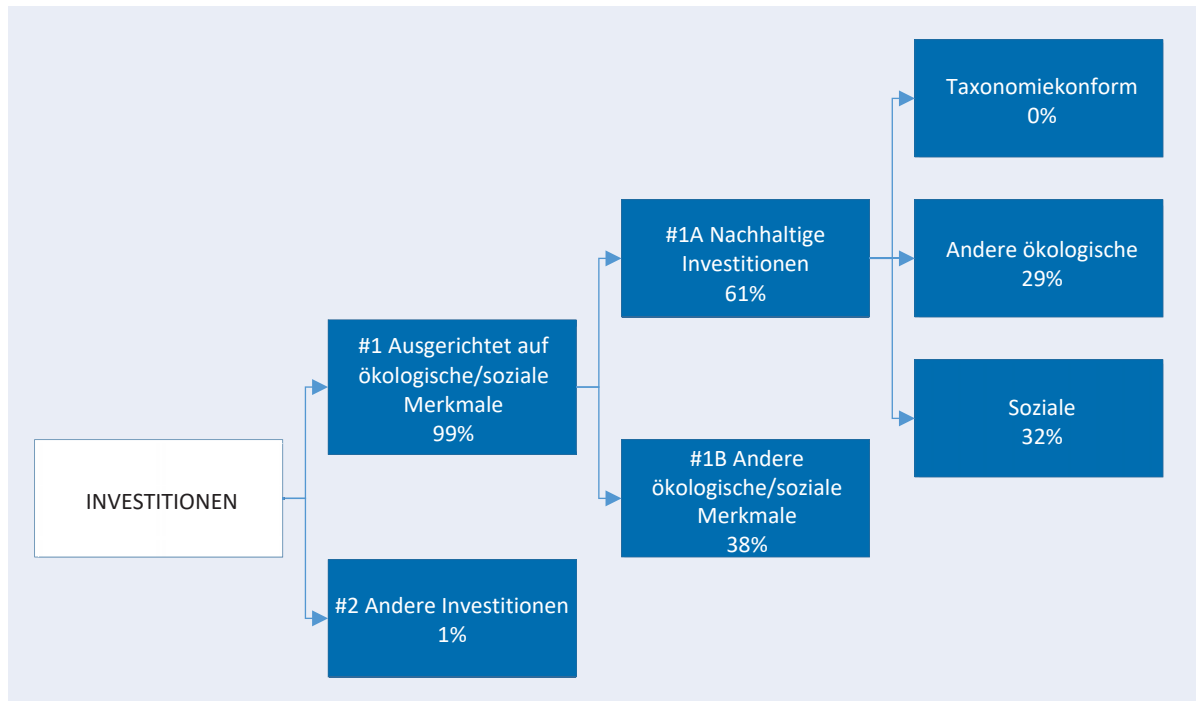 INVESTITIONEN
#1 Ausgerichtet auf
ökologische/soziale
Merkmale
99%
#2 Andere Investitionen
1%
#1A Nachhaltige
Investitionen
61%
#1B Andere
ökologische/soziale
Merkmale
38%
Taxonomiekonform
0%
Andere ökologische
29%
Soziale
32%